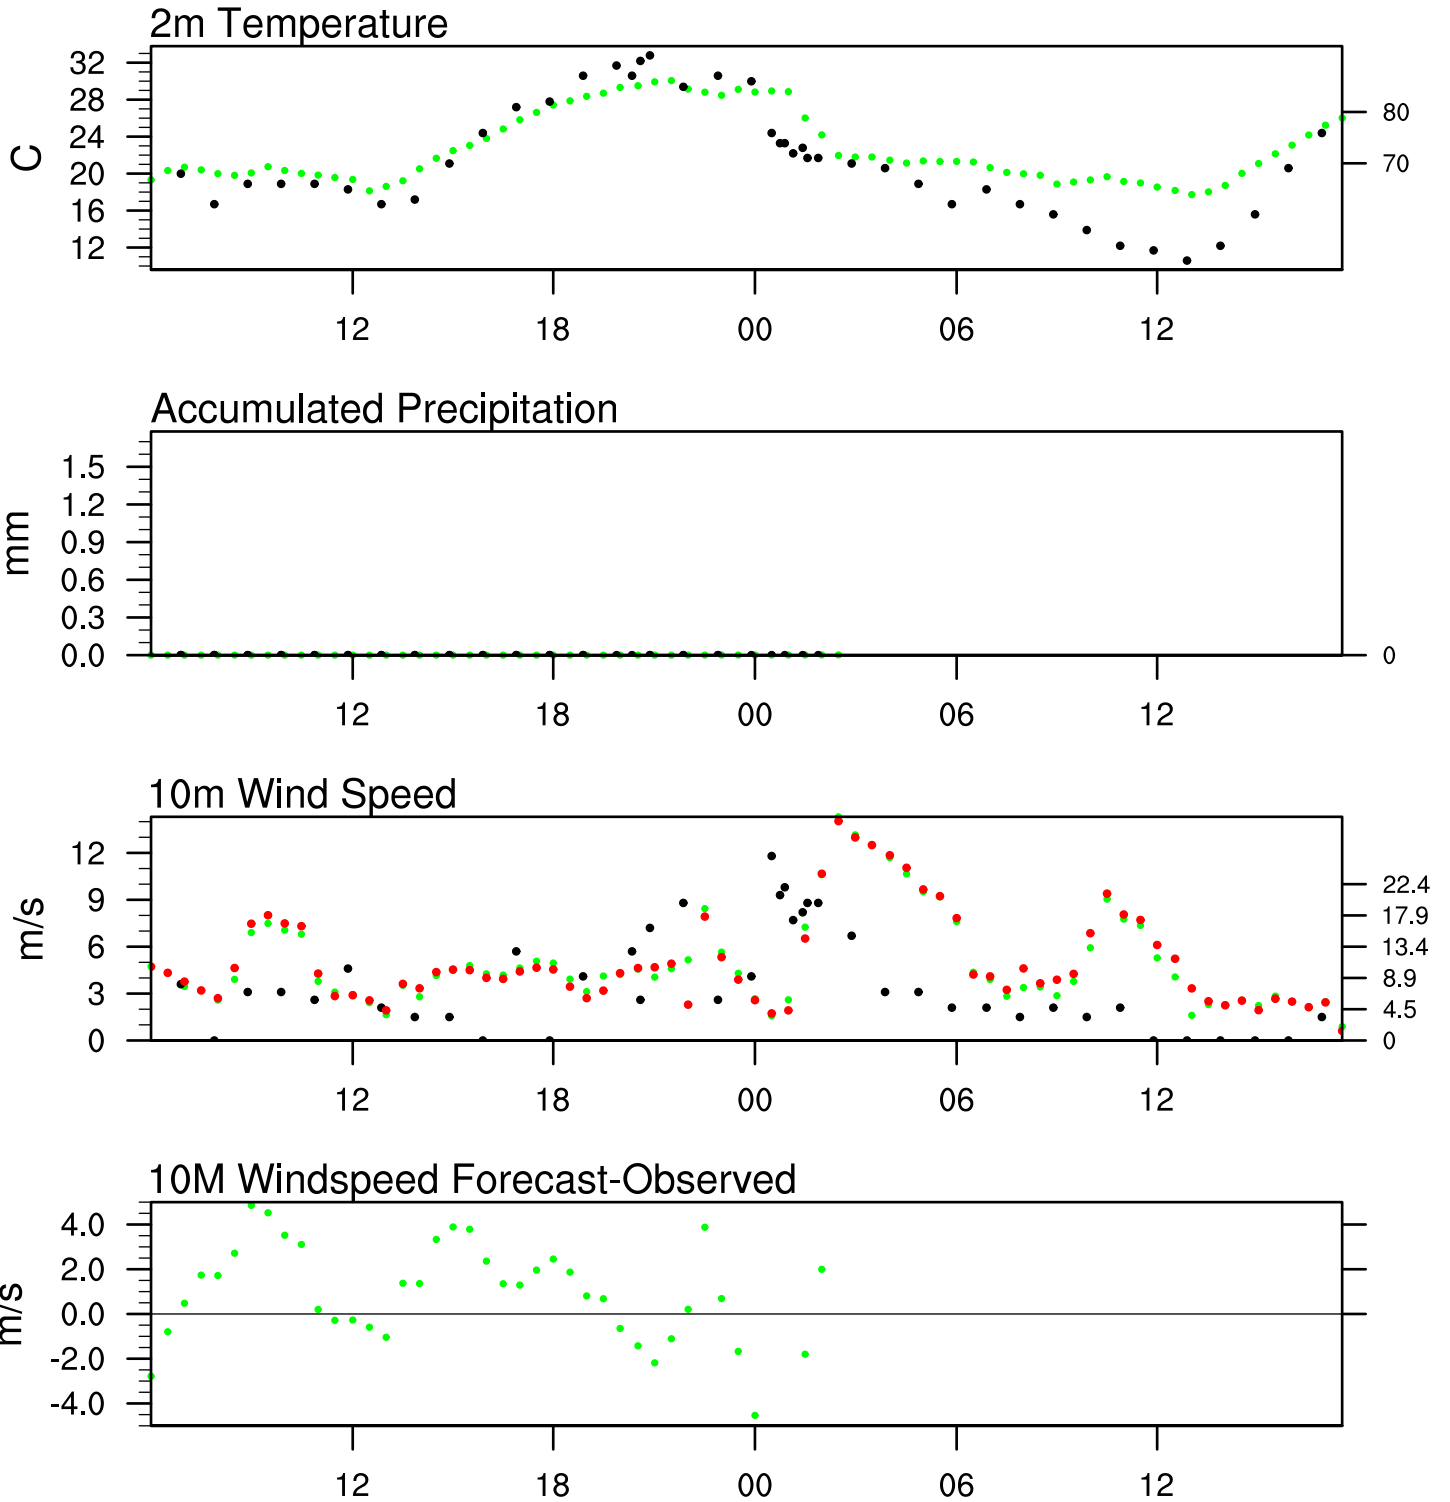 2m Temperature
32
28
24
20
16
12
C
80
70
12 18 00 06 12
Accumulated Precipitation
1.5
1.2
0.9
0.6
0.3
0.0
mm
0
12 18 00 06 12
10m Wind Speed
12
9
6
3
0
m/s
22.4
17.9
13.4
8.9
4.5
0
12 18 00 06 12
10M Windspeed Forecast-Observed
4.0
2.0
0.0
-2.0
-4.0
m/s
12 18 00 06 12